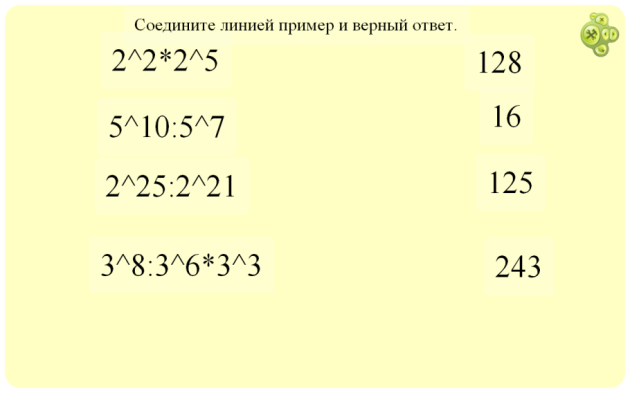 Соедините линией пример и верный ответ.
2^2*2^5 128
5^10:5^7 16
2^25:2^21 125
3^8:3^6*3^3 243